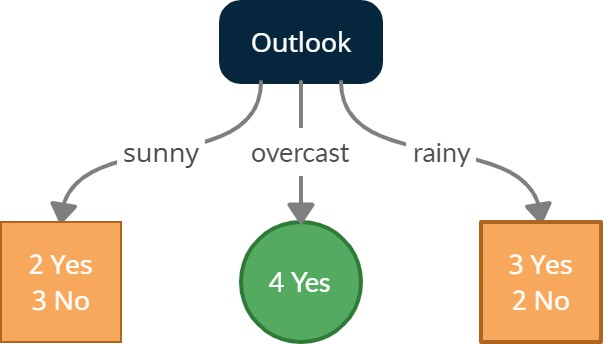 Outlook
sunny
overcast
rainy
2 Yes
3 No
4 Yes
3 Yes
2 No